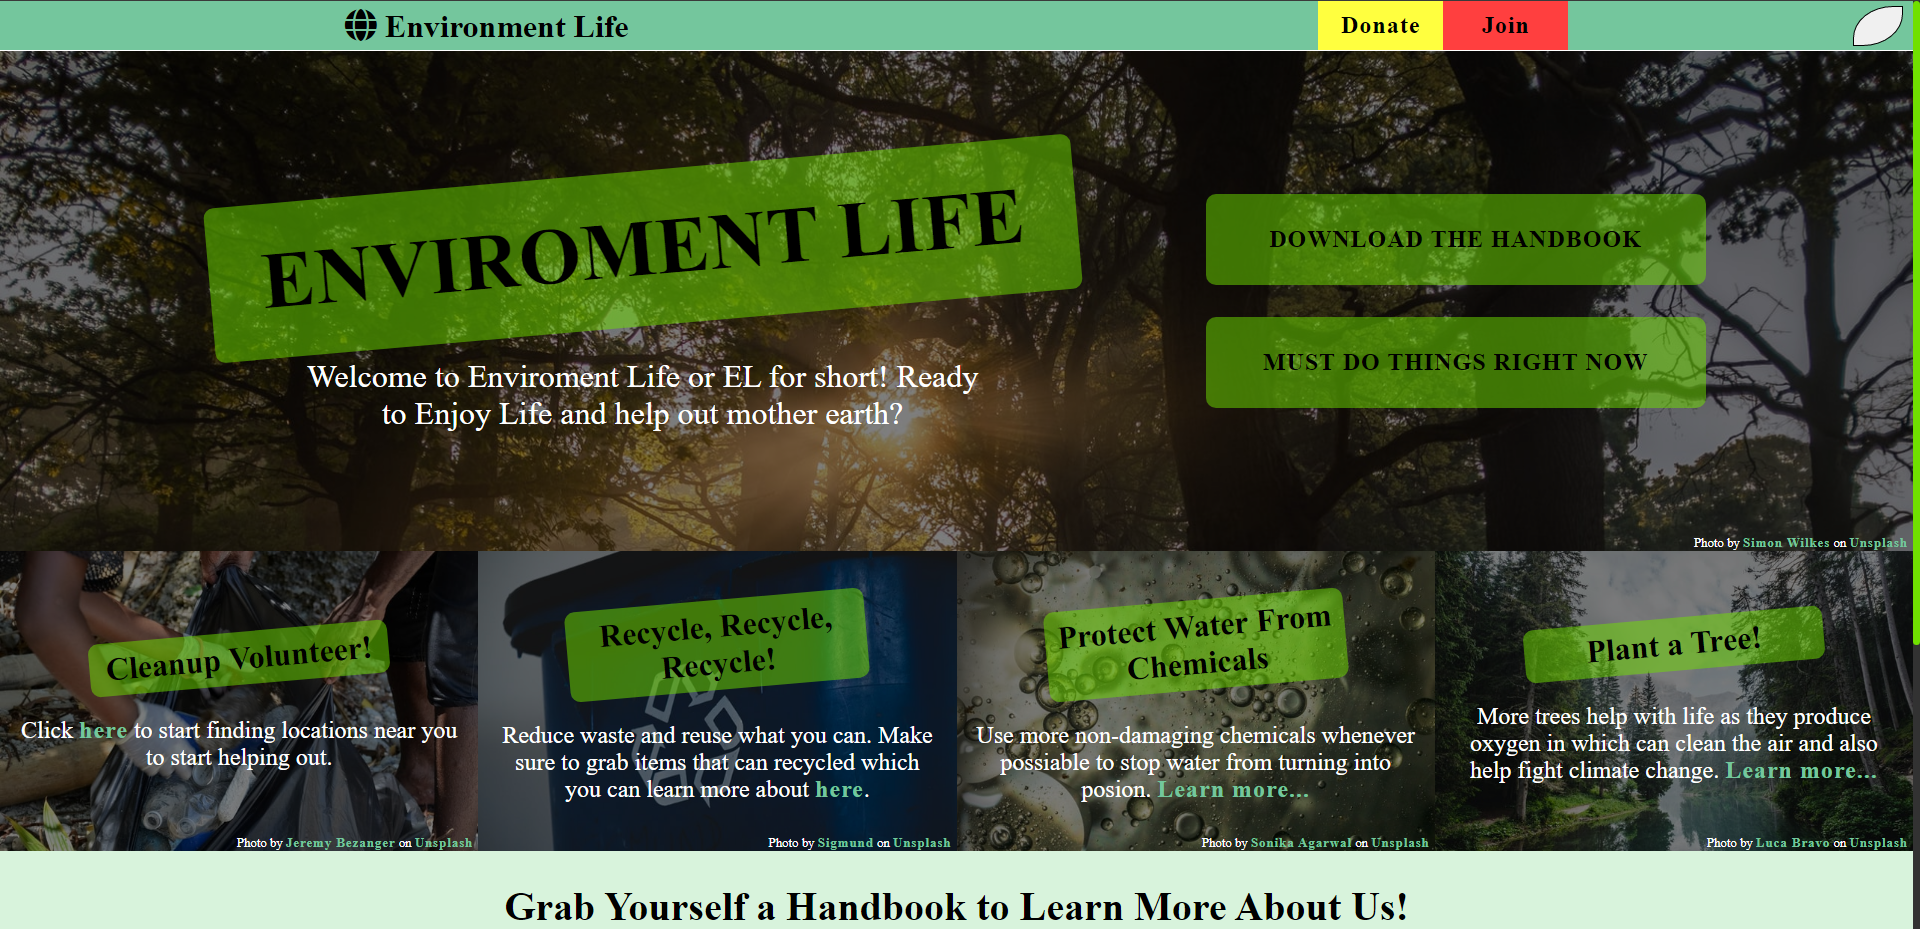 Environment Life
Donate
Join
ENVIROMENT LIFE
Welcome to Enviroment Life or EL for short! Ready
to Enjoy Life and help out mother earth?
DOWNLOAD THE HANDBOOK
MUST DO THINGS RIGHT NOW
Photo by Simon Wilkes on Unsplash
Cleanup Volunteer!
Click here to start finding locations near you
to start helping out.
Photo by Jeremy Bezanger on Unsplash
Recycle, Recycle,
Recycle!
Reduce waste and reuse what you can. Make
sure to grab items that can recycled which
you can learn more about here.
Photo by Sigmund on Unsplash
Protect Water From
Chemicals
Use more non-damaging chemicals whenever
possiable to stop water from turning into
posion. Learn more...
Photo by Sonika Agarwal on Unsplash
Plant a Tree!
More trees help with life as they produce
oxygen in which can clean the air and also
help fight climate change. Learn more...
Photo by Luca Bravo on Unsplash
Grab Yourself a Handbook to Learn More About Us!